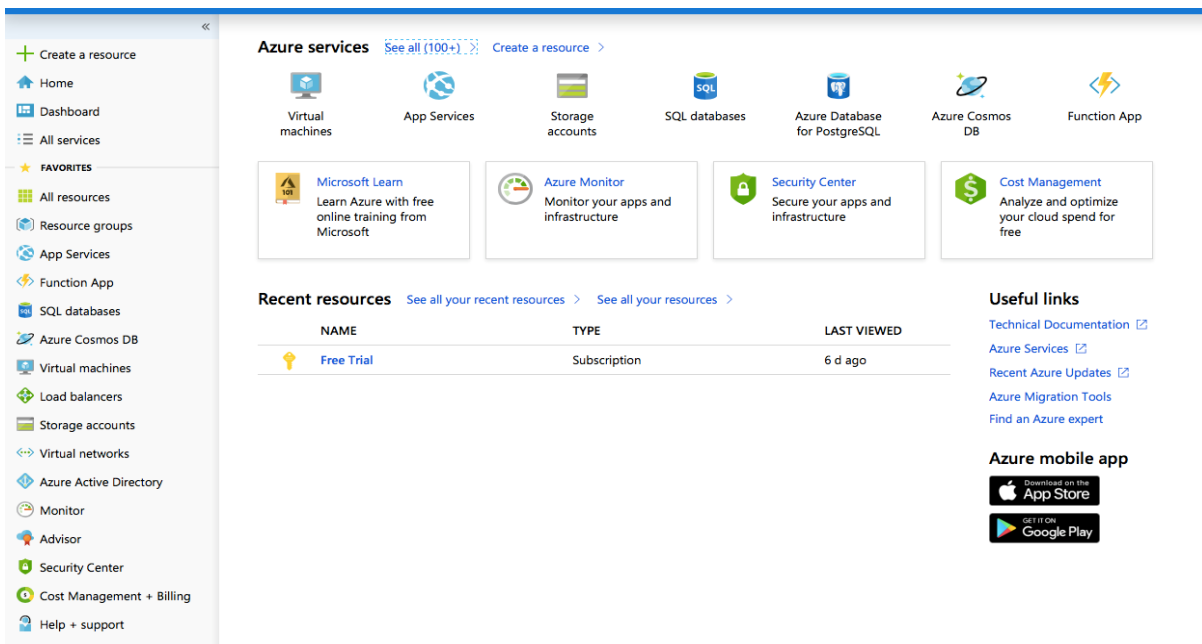 «
Create a resource
Home
Dashboard
All services
FAVORITES
All resources
Resource groups
App Services
Function App
SQL databases
Azure Cosmos DB
Virtual machines
Load balancers
Storage accounts
Virtual networks
Azure Active Directory
Monitor
Advisor
Security Center
Cost Management + Billing
Help + support
Azure services See all (100+) > Create a resource >
Virtual
machines
App Services
Storage
accounts
SQL
SQL databases
Azure Database
for PostgreSQL
Azure Cosmos
DB
Function App
101
Microsoft Learn
Learn Azure with free
online training from
Microsoft
Azure Monitor
Monitor your apps and
infrastructure
Security Center
Secure your apps and
infrastructure
$
Cost Management
Analyze and optimize
your cloud spend for
free
Recent resources See all your recent resources > See all your resources >
NAME TYPE LAST VIEWED
Free Trial Subscription 6 d ago
Useful links
Technical Documentation
Azure Services
Recent Azure Updates
Azure Migration Tools
Find an Azure expert
Azure mobile app
Download on the
App Store
GET IT ON
Google Play